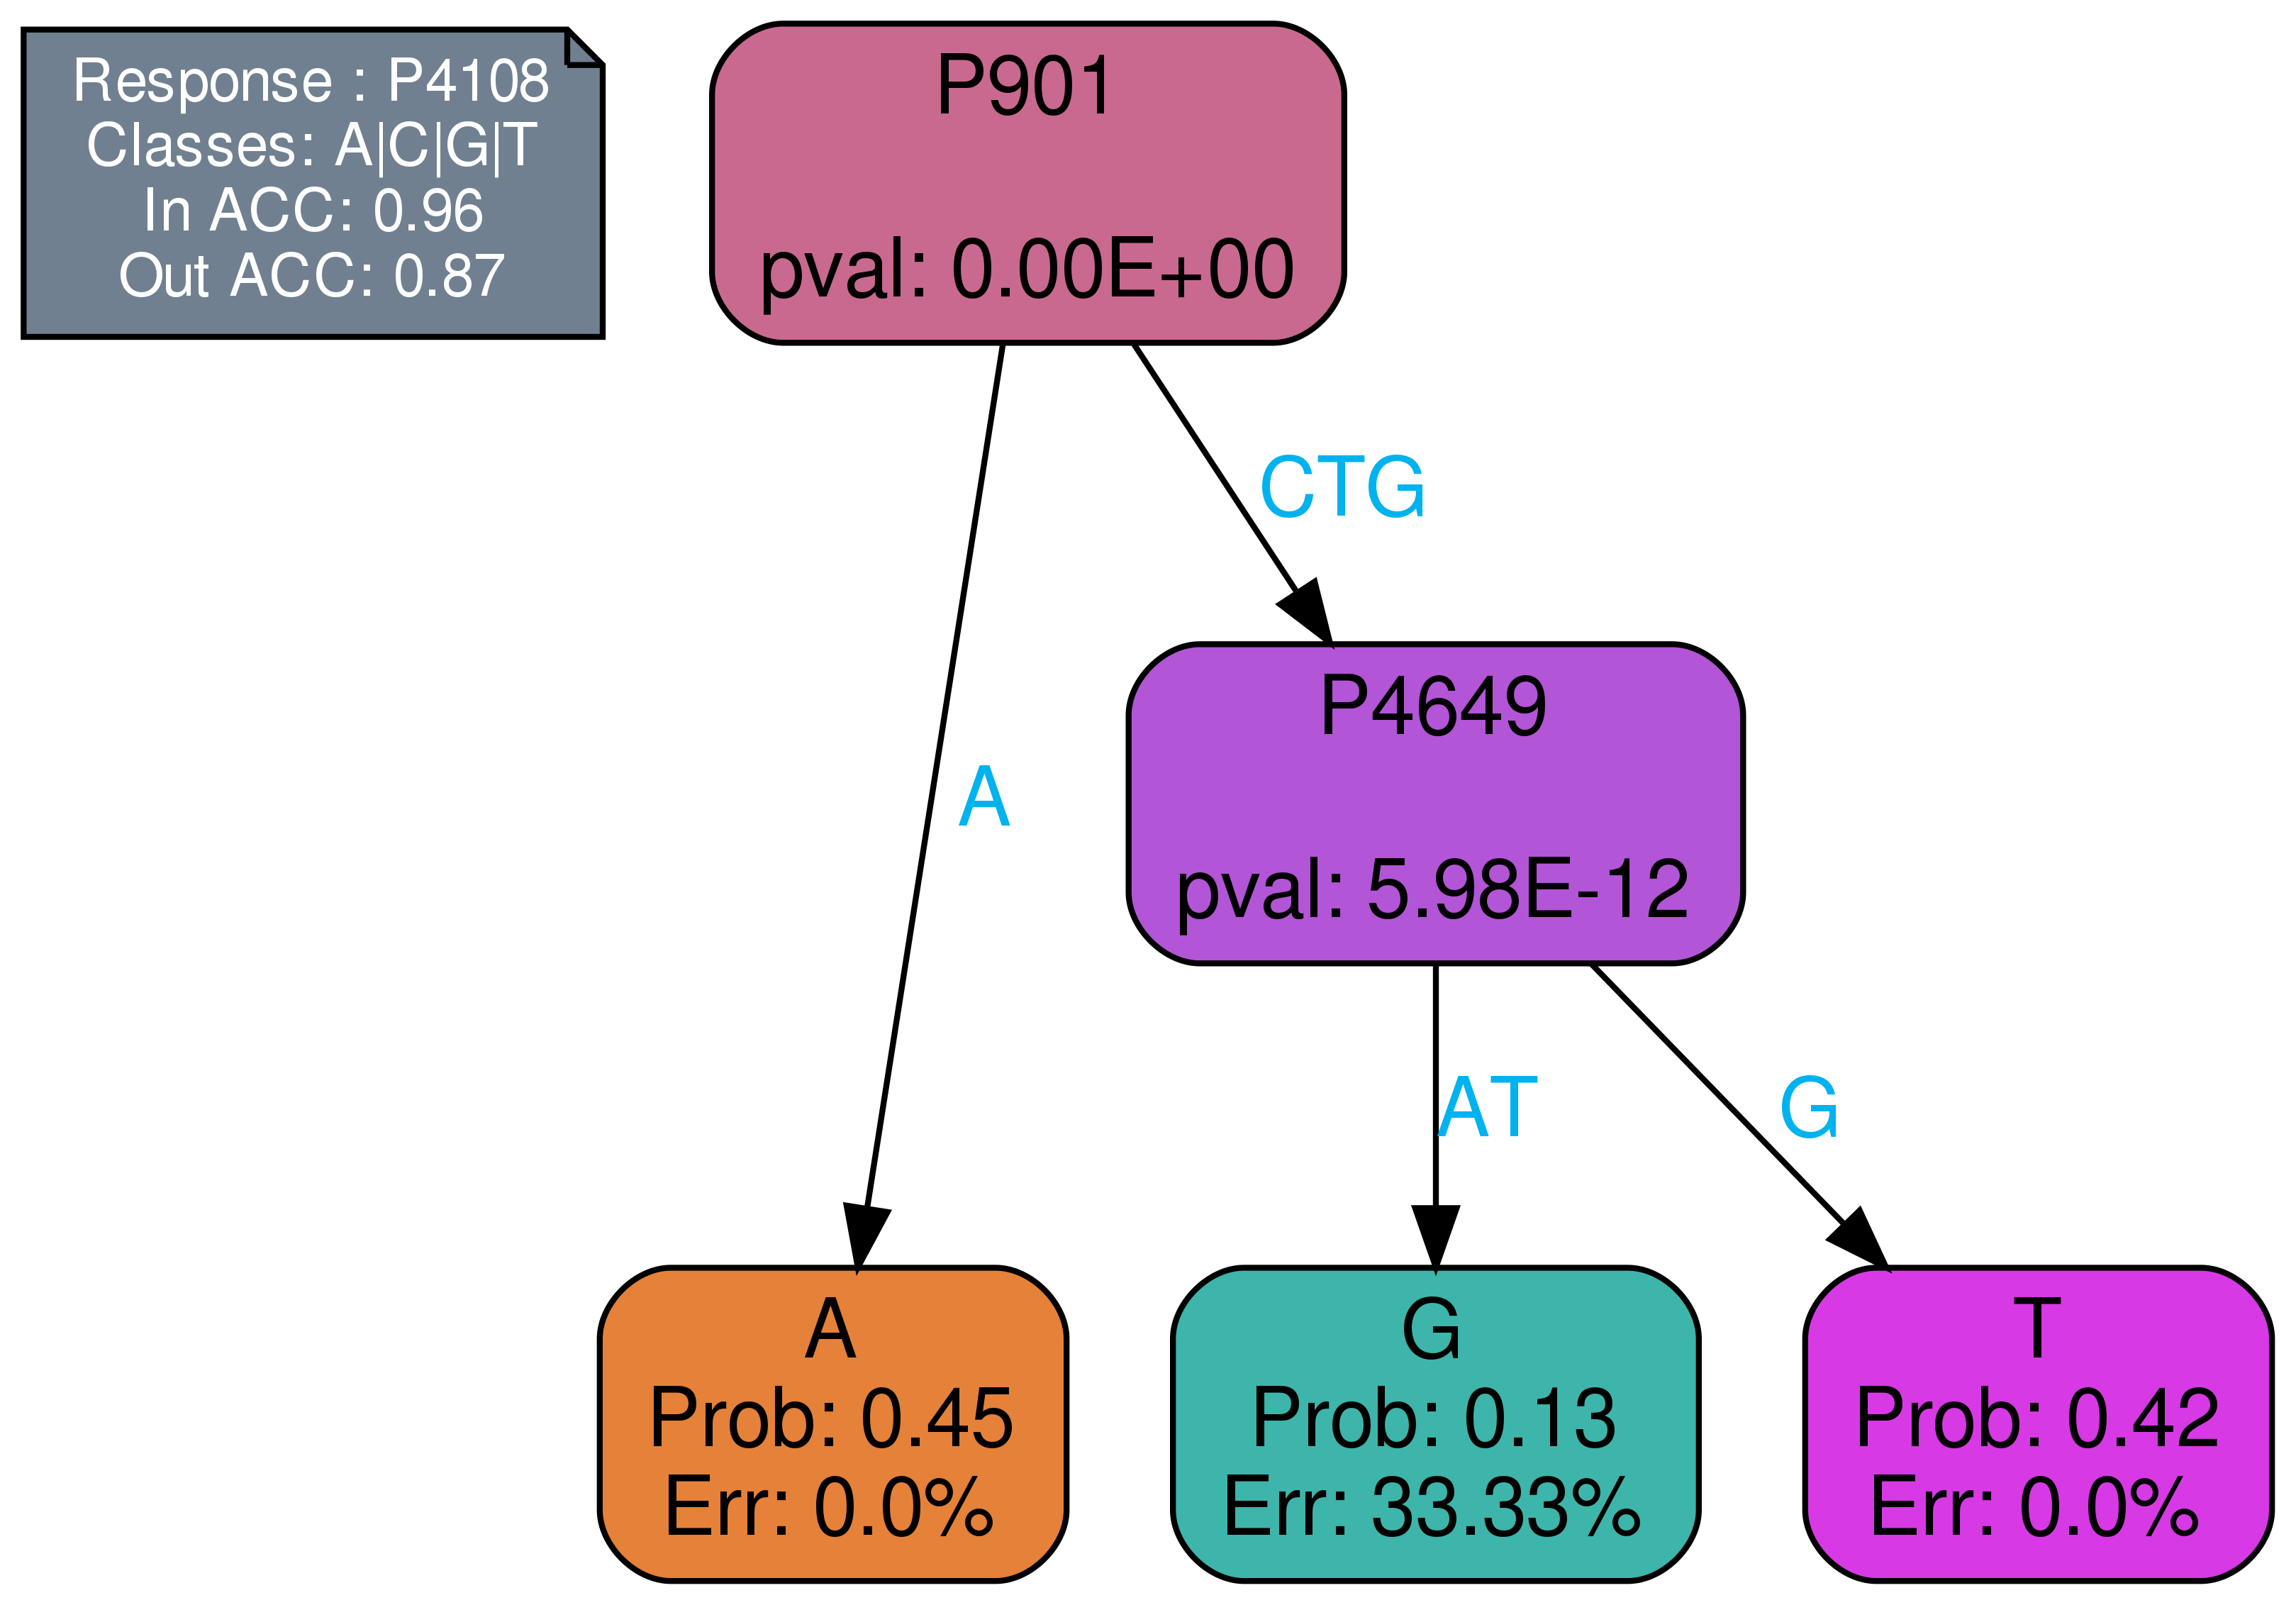 Response : P4108
Classes: A|C|G|T
In ACC: 0.96
Out ACC: 0.87
P901
pval: 0.00E+00
CTG
P4649
pval: 5.98E-12
A
AT
G
A
Prob: 0.45
Err: 0.0%
G
Prob: 0.13
Err: 33.33%
T
Prob: 0.42
Err: 0.0%